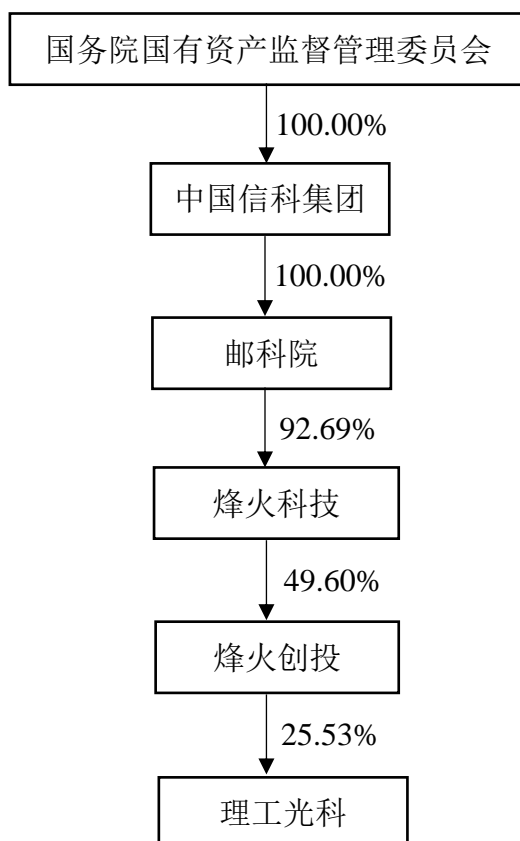 国务院国有资产监督管理委员会
100.00%
中国信科集团
100.00%
邮科院
92.69%
烽火科技
49.60%
烽火创投
25.53%
理工光科